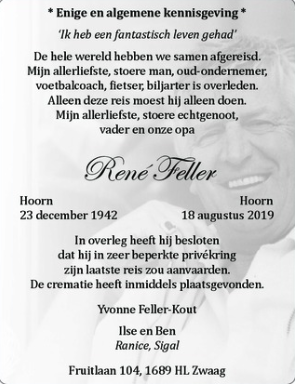 * Enige en algemene kennisgeving *
‘Ik heb een fantastisch leven gehad’
De hele wereld hebben we samen afgereisd.
Mijn allerliefste, stoere man, oud-ondernemer,
voetbalcoach, fietser, biljarter is overleden.
Alleen deze reis moest hij alleen doen.
Mijn allerliefste, stoere echtgenoot,
vader en onze opa
René Feller
Hoorn Hoorn
23 december 1942 18 augustus 2019
In overleg heeft hij besloten
dat hij in zeer beperkte privékring
zijn laatste reis zou aanvaarden.
De crematie heeft inmiddels plaatsgevonden.
Yvonne Feller-Kout
Ilse en Ben
Ranice, Sigal
Fruitlaan 104, 1689 HL Zwaag